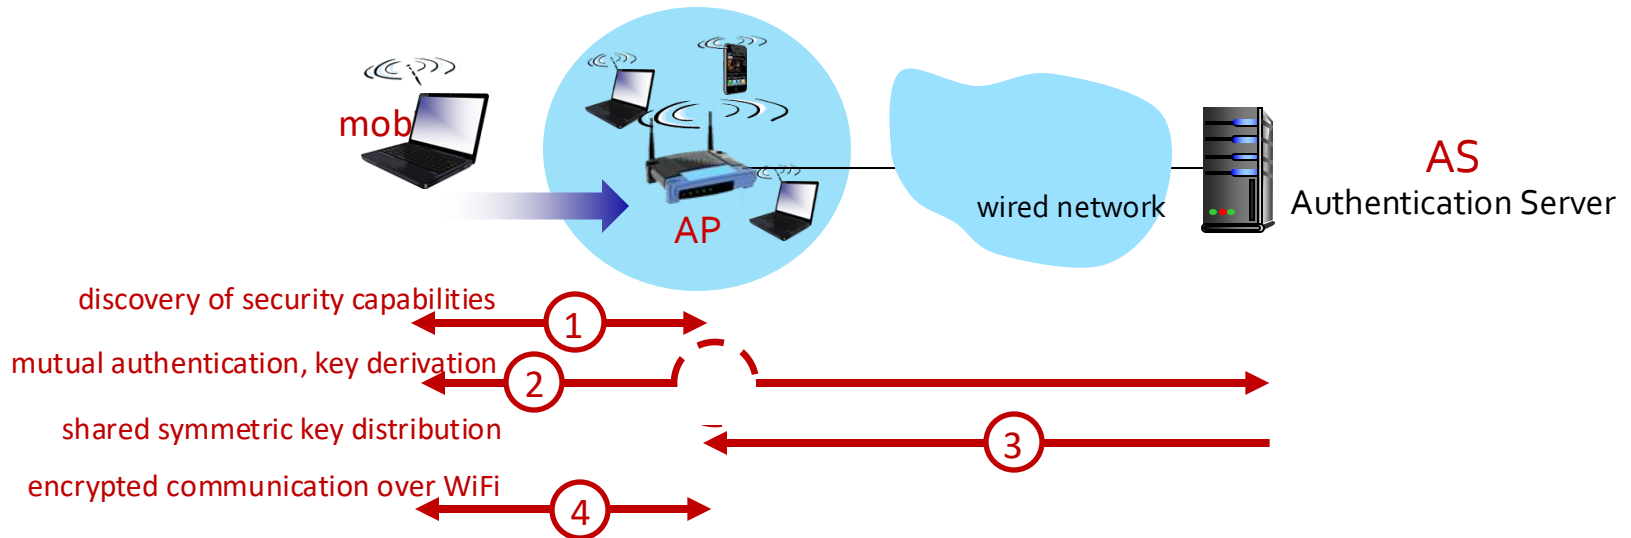 mob
AP
wired network
AS
Authentication Server
discovery of security capabilities
1
mutual authentication, key derivation
2
shared symmetric key distribution
3
encrypted communication over WiFi
4